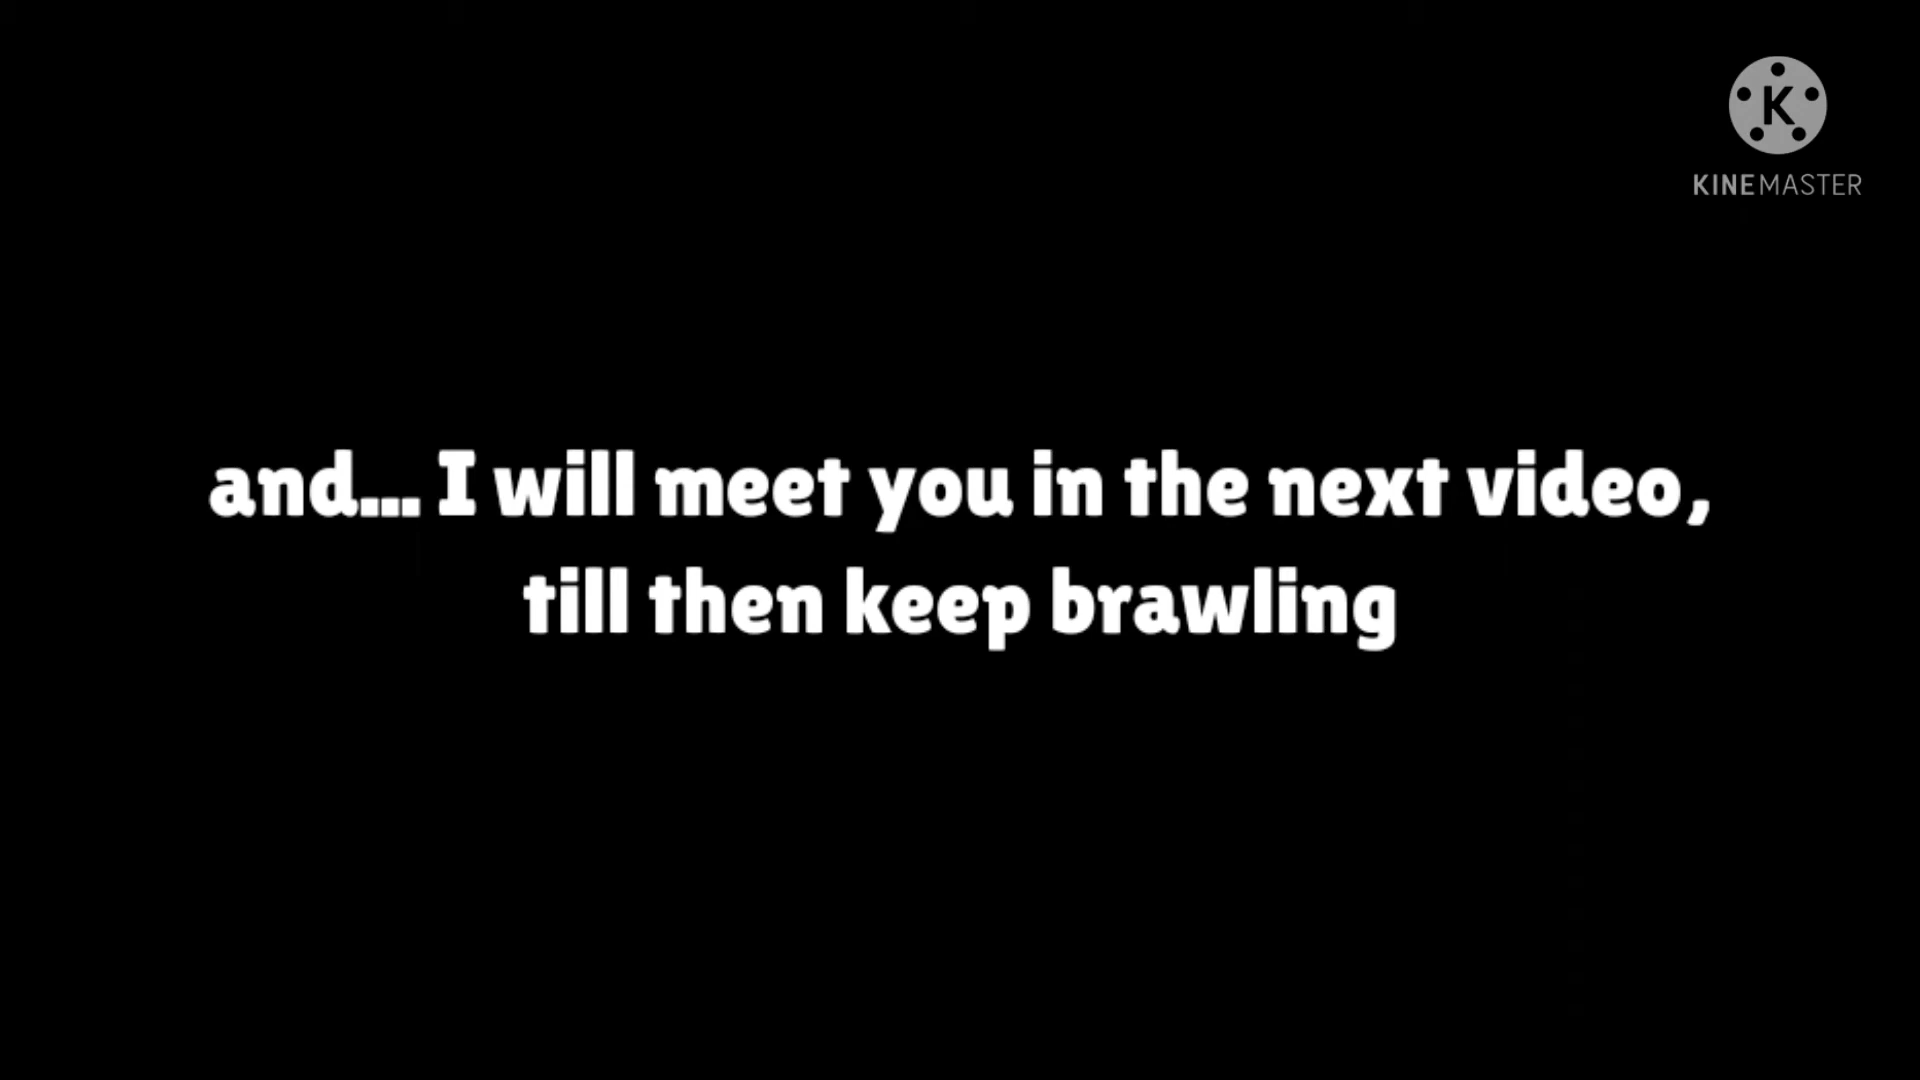 K
KINEMASTER
and... I will meet you in the next video,
till then keep brawling